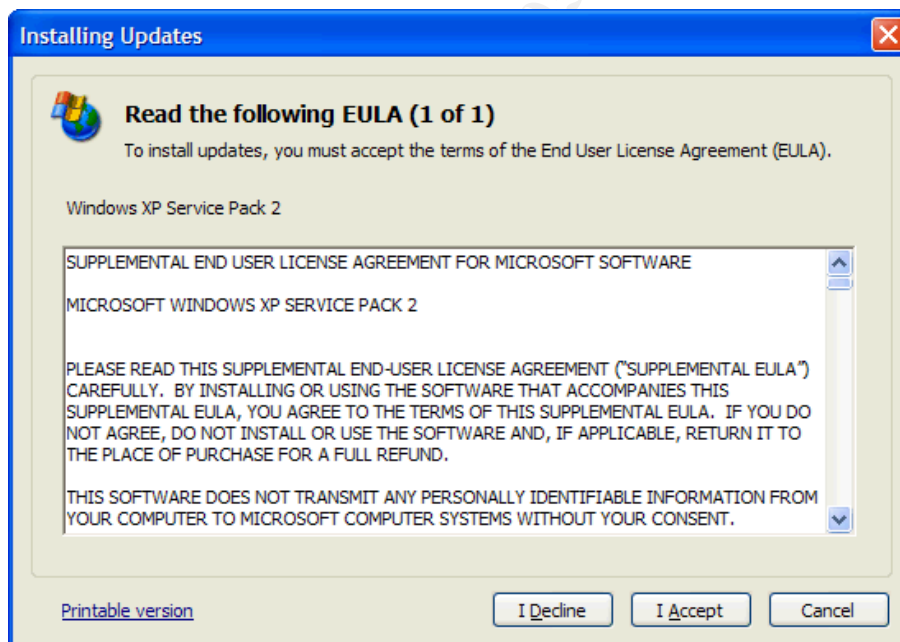 Installing Updates
Read the following EULA (1 of 1)
To install updates, you must accept the terms of the End User License Agreement (EULA).
Windows XP Service Pack 2
SUPPLEMENTAL END USER LICENSE AGREEMENT FOR MICROSOFT SOFTWARE
MICROSOFT WINDOWS XP SERVICE PACK 2
PLEASE READ THIS SUPPLEMENTAL END-USER LICENSE AGREEMENT ("SUPPLEMENTAL EULA")
CAREFULLY. BY INSTALLING OR USING THE SOFTWARE THAT ACCOMPANIES THIS
SUPPLEMENTAL EULA, YOU AGREE TO THE TERMS OF THIS SUPPLEMENTAL EULA. IF YOU DO
NOT AGREE, DO NOT INSTALL OR USE THE SOFTWARE AND, IF APPLICABLE, RETURN IT TO
THE PLACE OF PURCHASE FOR A FULL REFUND.
THIS SOFTWARE DOES NOT TRANSMIT ANY PERSONALLY IDENTIFIABLE INFORMATION FROM
YOUR COMPUTER TO MICROSOFT COMPUTER SYSTEMS WITHOUT YOUR CONSENT.
Printable version
I Decline
I Accept
Cancel